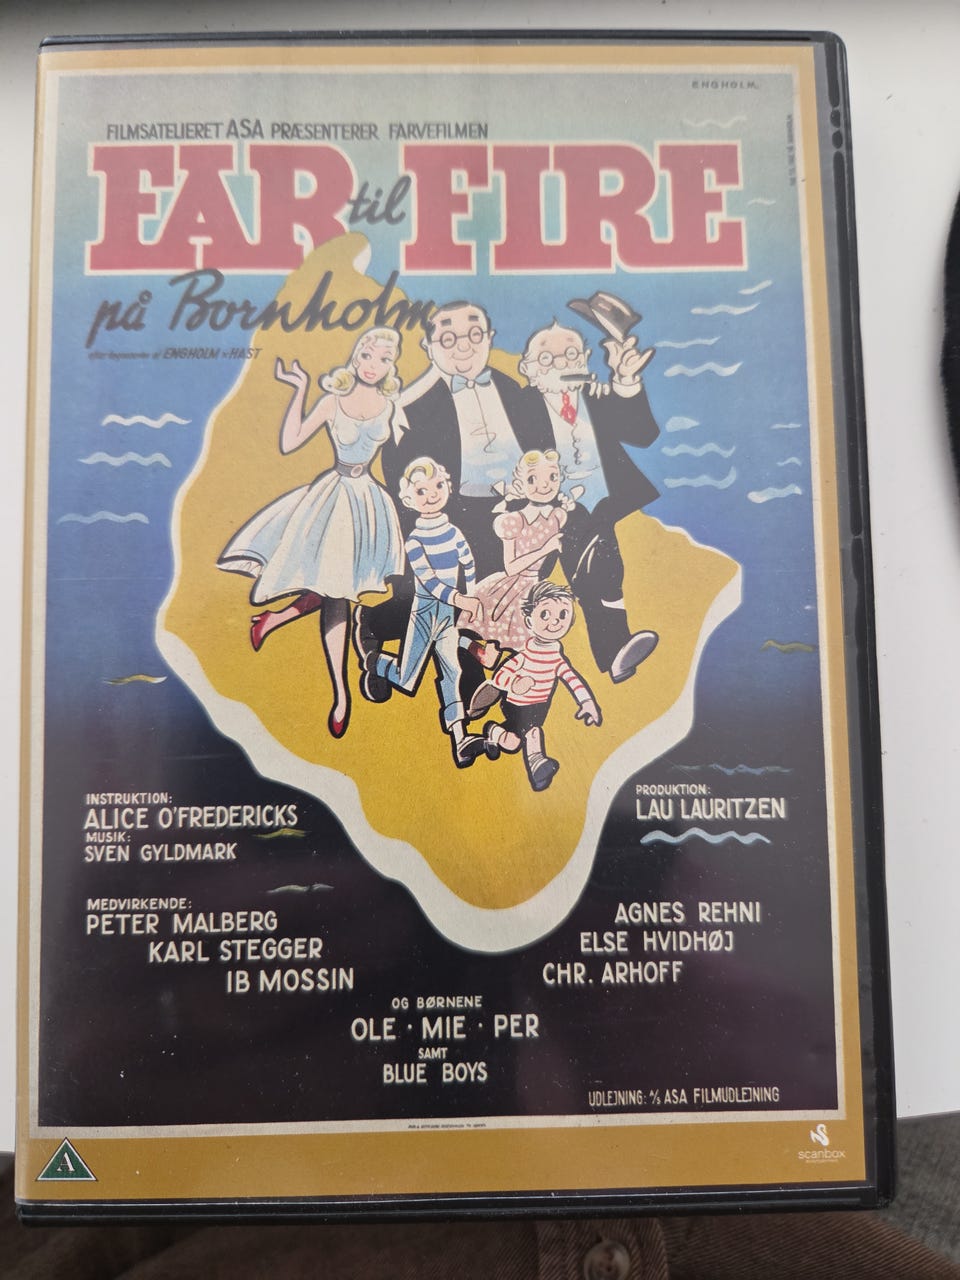 ENGHOLM.
FILMSATELIERET ASA PRÆSENTERER FARVEFILMEN
FAR til FIRE
på Bornholm
ENGHOLM & HAST
INSTRUKTION:
ALICE O'FREDERICKS
MUSIK:
SVEN GYLDMARK
PRODUKTION:
LAU LAURITZEN
MEDVIRKENDE:
PETER MALBERG
KARL STEGGER
IB MOSSIN
AGNES REHNI
ELSE HVIDHØJ
CHR. ARHOFF
OG BØRNENE
OLE · MIE · PER
SAMT
BLUE BOYS
UDLEJNING: A/S ASA FILMUDLEJNING
A
scanbox